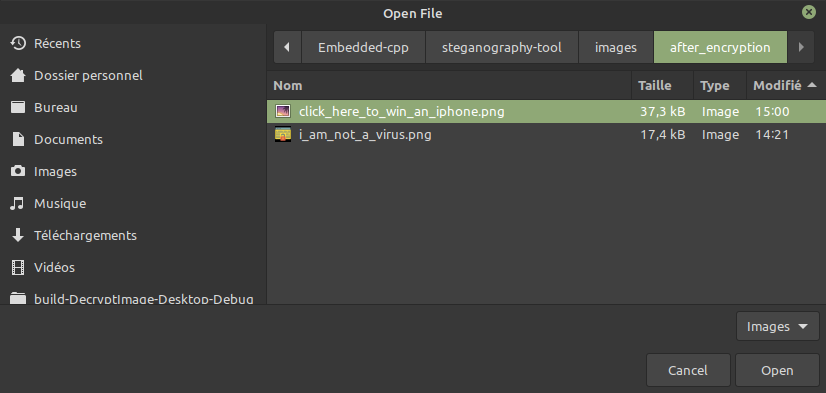 Open File
Récents
Dossier personnel
Bureau
Documents
Images
Musique
Téléchargements
Vidéos
build-DecryptImage-Desktop-Debug
Embedded-cpp steganography-tool images after_encryption
Nom Taille Type Modifié
click_here_to_win_an_iphone.png 37,3 kB Image 15:00
i_am_not_a_virus.png 17,4 kB Image 14:21
Images
Cancel Open